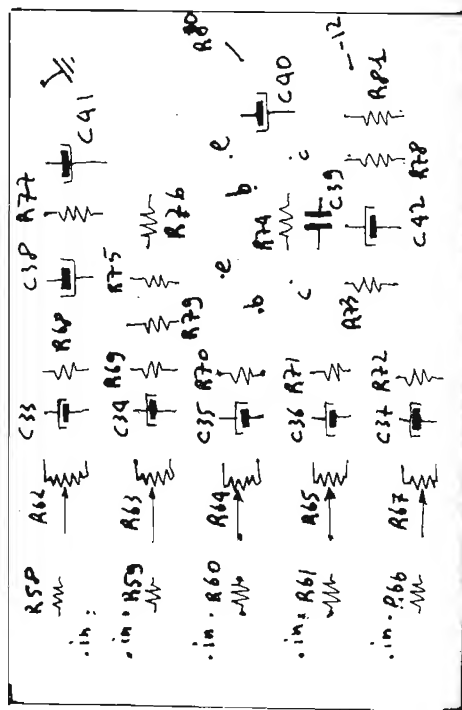 R58 R62 C33 R68 C38 R77 C41
.in:
.in. R59 R63 C34 R69 R79 R75 R76
.in. R60 R64 C35 R70 .b .e b. .e R80
.in. R61 R65 C36 R71 c R74 C39 c C40
.in. R66 R67 C37 R72 R73 C42 R78 R81 -12